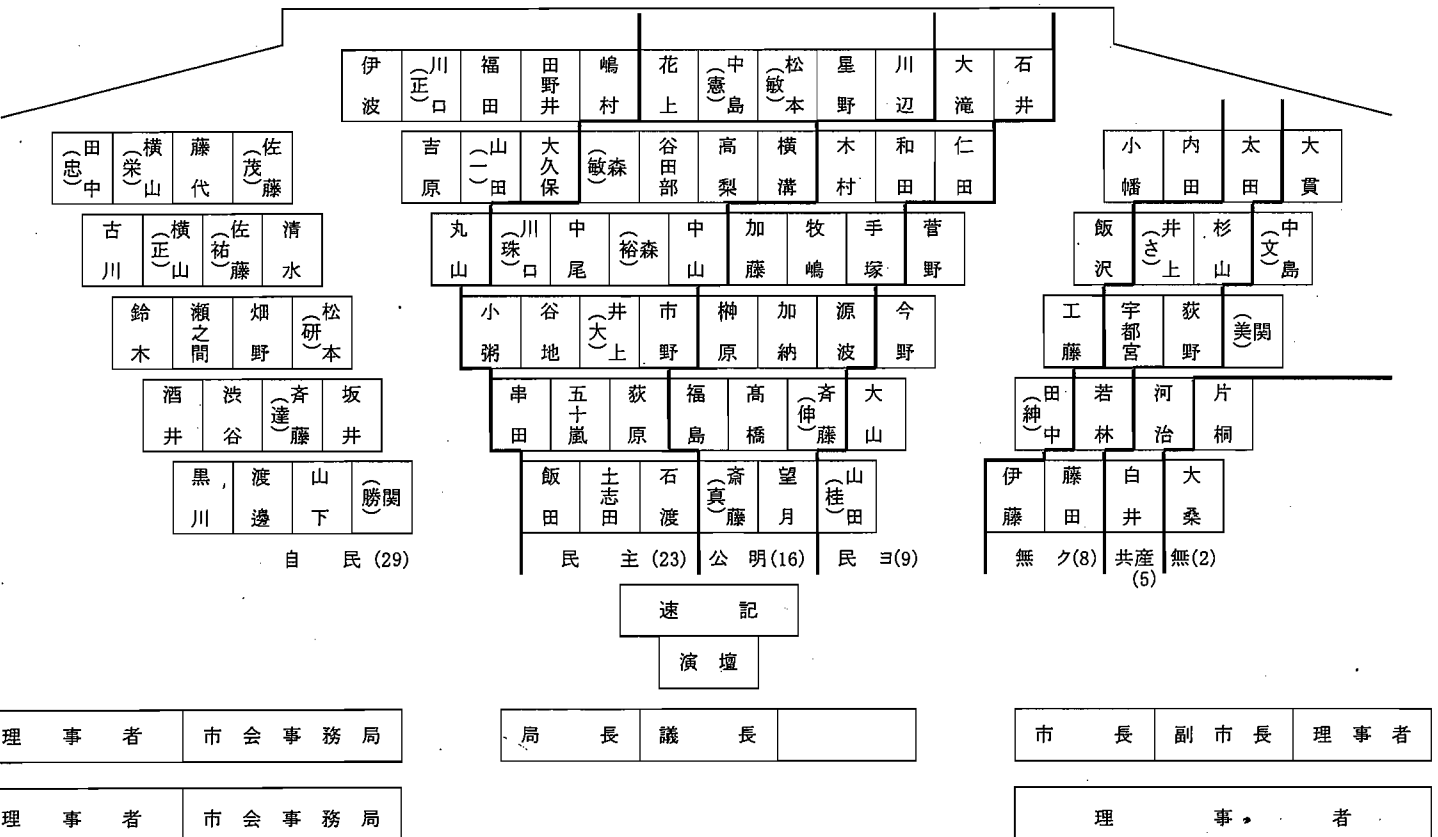 伊波 川口(正) 福田 田野井 嶋村 花上 中島(憲) 松本(敏) 星野 川辺 大滝 石井
田中(忠) 横山(栄) 藤代 佐藤(茂) 吉原 山田(一) 大久保 森(敏) 谷田部 高梨 横溝 木村 和田 仁田 小幡 内田 太田 大貫
古川 横山(正) 佐藤(祐) 清水 丸山 川口(珠) 中尾 森(裕) 中山 加藤 牧嶋 手塚 菅野 飯沢 井上(さ) 杉山 中島(文)
鈴木 瀬之間 畑野 松本(研) 小粥 谷地 井上(大) 市野 榊原 加納 源波 今野 工藤 宇都宮 荻野 関(美)
酒井 渋谷 斉藤(達) 坂井 串田 五十嵐 荻原 福島 髙橋 斉藤(伸) 大山 田中(紳) 若林 河治 片桐
黒川 渡邊 山下 関(勝) 飯田 土志田 石渡 斎藤(真) 望月 山田(桂) 伊藤 藤田 白井 大桑
自民(29) 民主(23) 公明(16) 民ヨ(9) 無ク(8) 共産(5) 無(2)
速記
演壇
理事者 市会事務局 局長 議長 市長 副市長 理事者
理事者 市会事務局 理事者